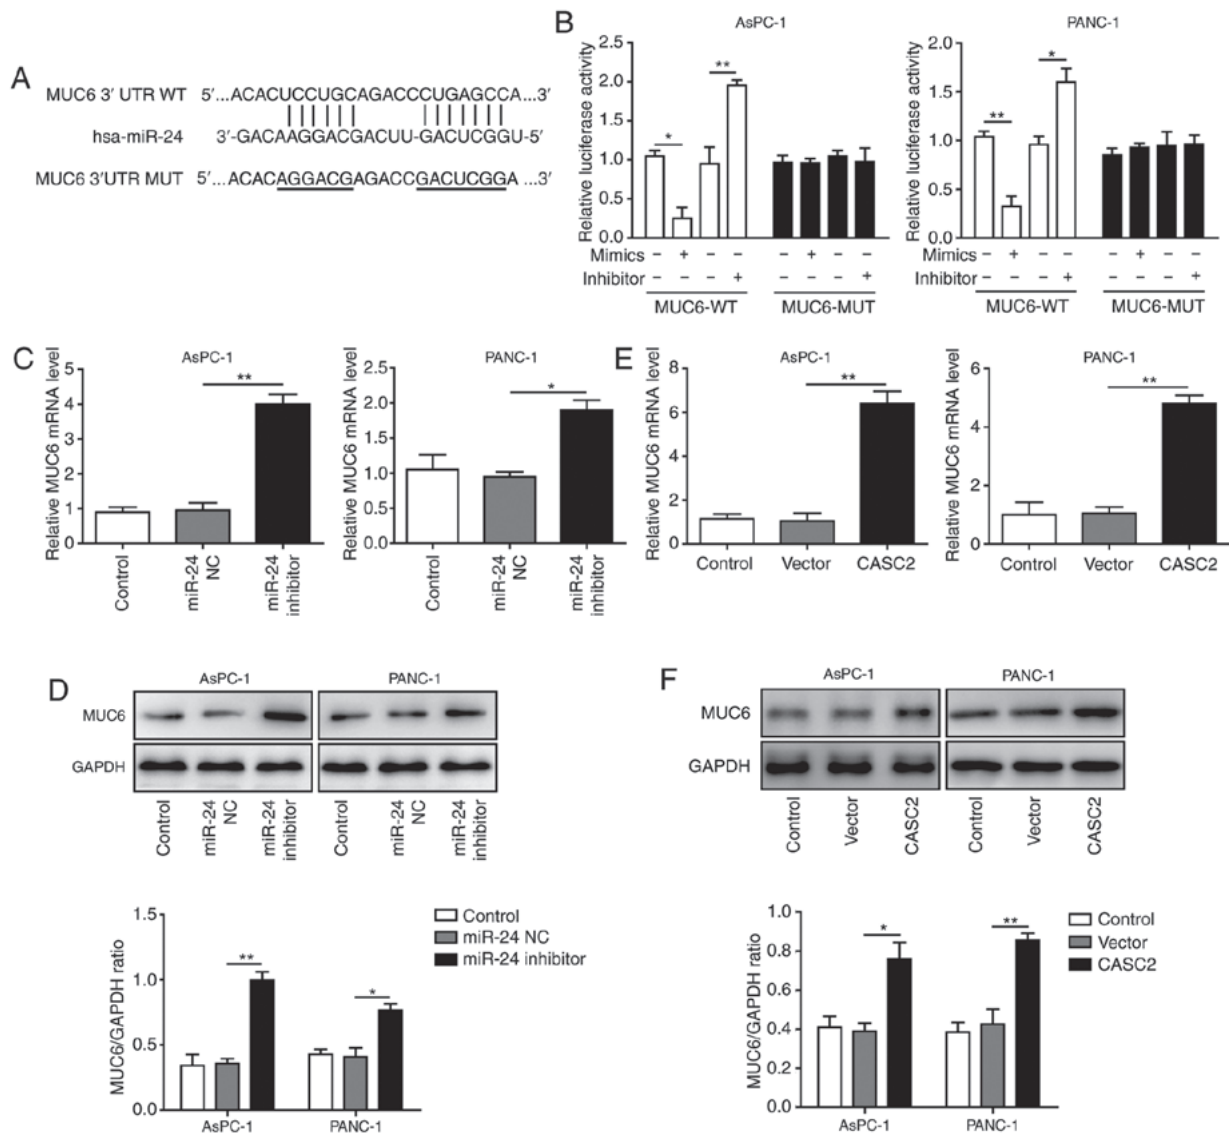 A
MUC6 3′ UTR WT 5′...ACACUCCUGCAGACCCUGAGCCA ...3′
hsa-miR-24 3′-GACAAGGACGACUU-GACUCGGU-5′
MUC6 3′UTR MUT 5′...ACACAGGACGAGACCGACUCGGA ...3′
B
AsPC-1
Relative luciferase activity
2.5
2.0
1.5
1.0
0.5
0.0
* ** 
Mimics − + − − − + − −
Inhibitor − − − + − − − +
MUC6-WT MUC6-MUT
PANC-1
Relative luciferase activity
2.0
1.5
1.0
0.5
0.0
** *
Mimics − + − − − + − −
Inhibitor − − − + − − − +
MUC6-WT MUC6-MUT
C
AsPC-1
Relative MUC6 mRNA level
5
4
3
2
1
0
**
Control
miR-24
NC
miR-24
inhibitor
PANC-1
Relative MUC6 mRNA level
2.5
2.0
1.5
1.0
0.5
0.0
*
Control
miR-24
NC
miR-24
inhibitor
E
AsPC-1
Relative MUC6 mRNA level
8
6
4
2
0
**
Control Vector CASC2
PANC-1
Relative MUC6 mRNA level
6
4
2
0
**
Control Vector CASC2
D
AsPC-1 PANC-1
MUC6
GAPDH
Control
miR-24
NC
miR-24
inhibitor
Control
miR-24
NC
miR-24
inhibitor
MUC6/GAPDH ratio
1.5
1.0
0.5
0.0
** *
AsPC-1 PANC-1
Control
miR-24 NC
miR-24 inhibitor
F
AsPC-1 PANC-1
MUC6
GAPDH
Control
Vector
CASC2
Control
Vector
CASC2
MUC6/GAPDH ratio
1.0
0.8
0.6
0.4
0.2
0.0
* **
AsPC-1 PANC-1
Control
Vector
CASC2